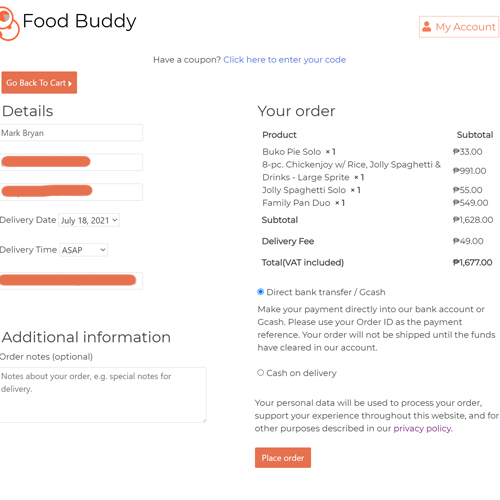 Food Buddy
My Account
Have a coupon? Click here to enter your code
Go Back To Cart
Details
Mark Bryan
Delivery Date July 18, 2021
Delivery Time ASAP
Additional information
Order notes (optional)
Notes about your order, e.g. special notes for
delivery.
Your order
Product Subtotal
Buko Pie Solo × 1 ₱33.00
8-pc. Chickenjoy w/ Rice, Jolly Spaghetti &
Drinks - Large Sprite × 1 ₱991.00
Jolly Spaghetti Solo × 1 ₱55.00
Family Pan Duo × 1 ₱549.00
Subtotal ₱1,628.00
Delivery Fee ₱49.00
Total(VAT included) ₱1,677.00
Direct bank transfer / Gcash
Make your payment directly into our bank account or
Gcash. Please use your Order ID as the payment
reference. Your order will not be shipped until the funds
have cleared in our account.
Cash on delivery
Your personal data will be used to process your order,
support your experience throughout this website, and for
other purposes described in our privacy policy.
Place order